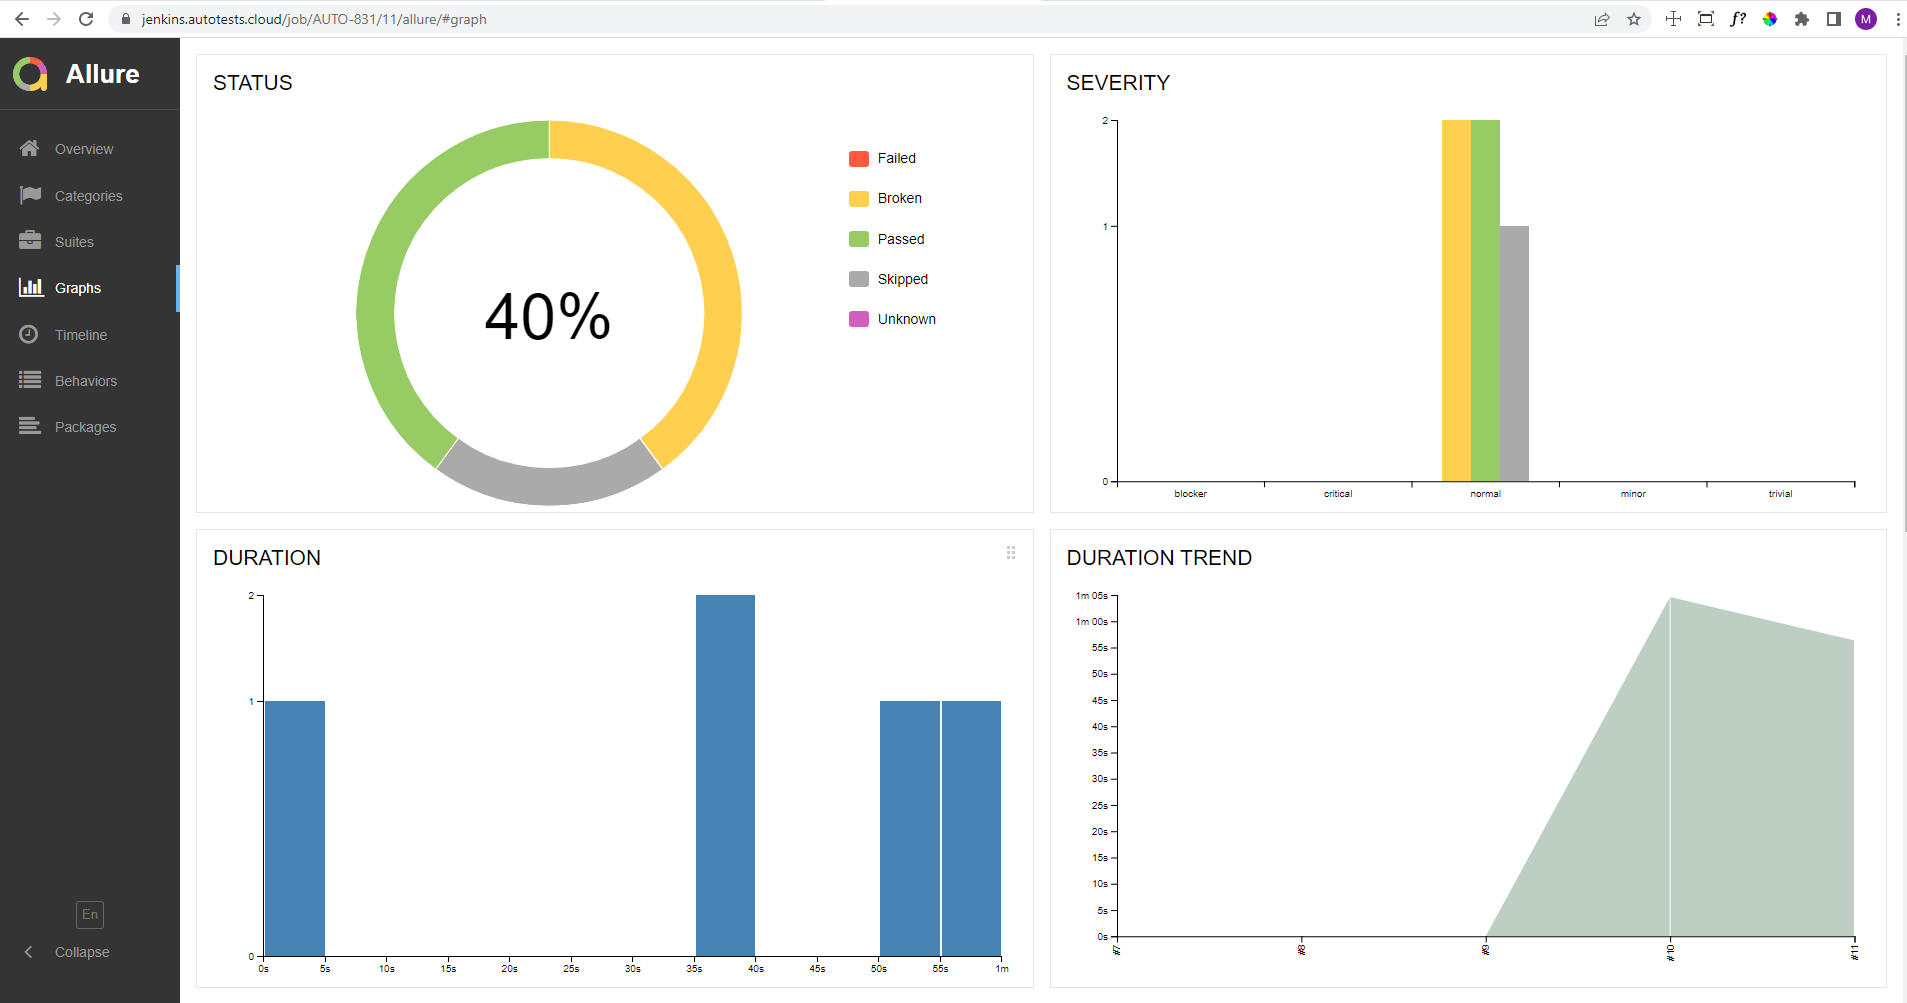 jenkins.autotests.cloud/job/AUTO-831/11/allure/#graph
f?
M
Allure
Overview
Categories
Suites
Graphs
Timeline
Behaviors
Packages
En
Collapse
STATUS
40%
Failed
Broken
Passed
Skipped
Unknown
SEVERITY
2
1
0
blocker critical normal minor trivial
DURATION
2
1
0
0s 5s 10s 15s 20s 25s 30s 35s 40s 45s 50s 55s 1m
DURATION TREND
1m 05s
1m 00s
55s
50s
45s
40s
35s
30s
25s
20s
15s
10s
5s
0s
#7 #8 #9 #10 #11